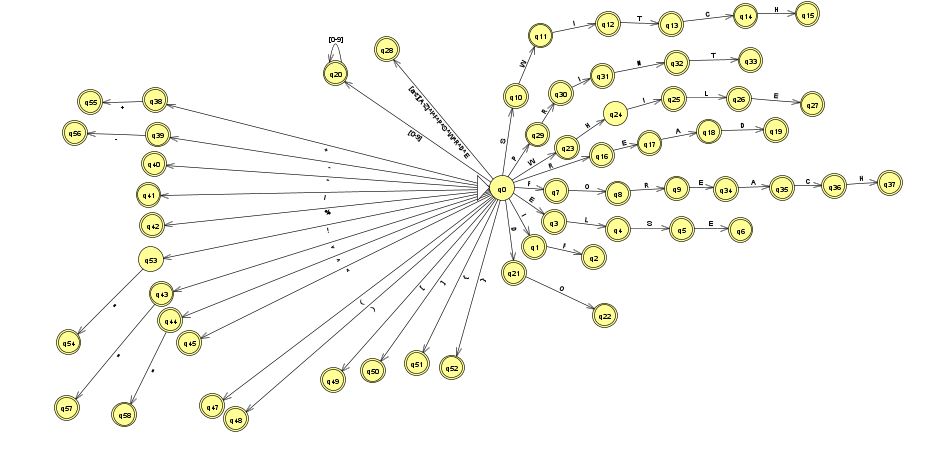 q11 I q12 T q13 C q14 H q15
W
q10
S
q30 I q31 N q32 T q33
R
q29
P
q24 I q25 L q26 E q27
H
q23
W
q16 E q17 A q18 D q19
R
q0
F q7 O q8 R q9 E q34 A q35 C q36 H q37
E q3 L q4 S q5 E q6
I q1 F q2
D q21 O q22
q28
[0-9]
q20
[0-9]
q55 + q38 +
q56 - q39 -
q40
q41 /
q42 %
q53 !
q54 =
q43
q57 =
q44
q58 =
q45
q47 (
q48 )
q49 [
q50 ]
q51 {
q52 }